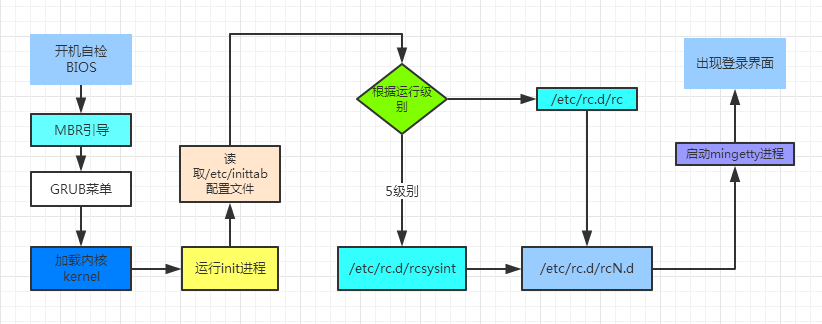 开机自检
BIOS
MBR引导
GRUB菜单
加载内核
kernel
运行init进程
读
取/etc/inittab
配置文件
根据运行级
别
5级别
/etc/rc.d/rcsysint
/etc/rc.d/rc
/etc/rc.d/rcN.d
启动mingetty进程
出现登录界面